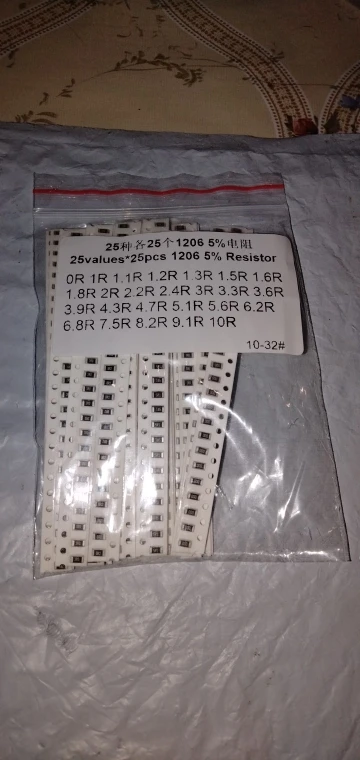 25种各25个1206 5%电阻
25values*25pcs 1206 5% Resistor
0R 1R 1.1R 1.2R 1.3R 1.5R 1.6R
1.8R 2R 2.2R 2.4R 3R 3.3R 3.6R
3.9R 4.3R 4.7R 5.1R 5.6R 6.2R
6.8R 7.5R 8.2R 9.1R 10R
10-32#